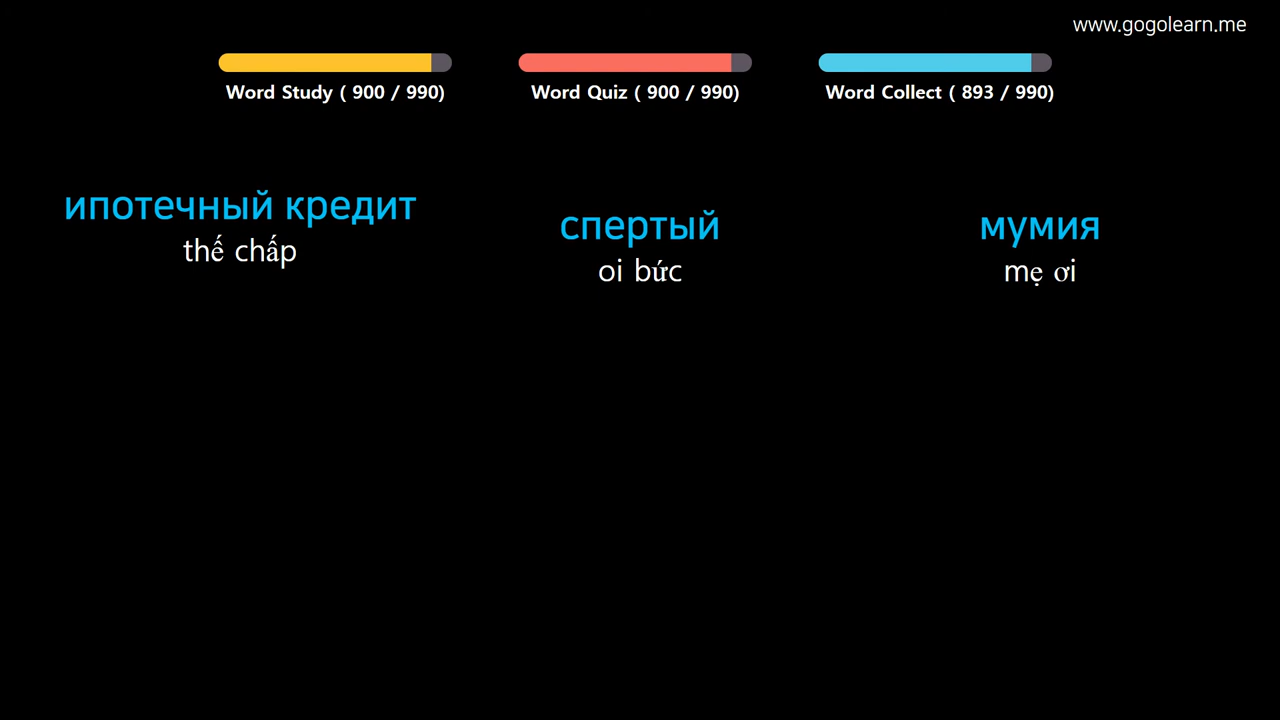 www.gogolearn.me
Word Study ( 900 / 990)
Word Quiz ( 900 / 990)
Word Collect ( 893 / 990)
ипотечный кредит
thế chấp
спертый
oi bức
мумия
mẹ ơi